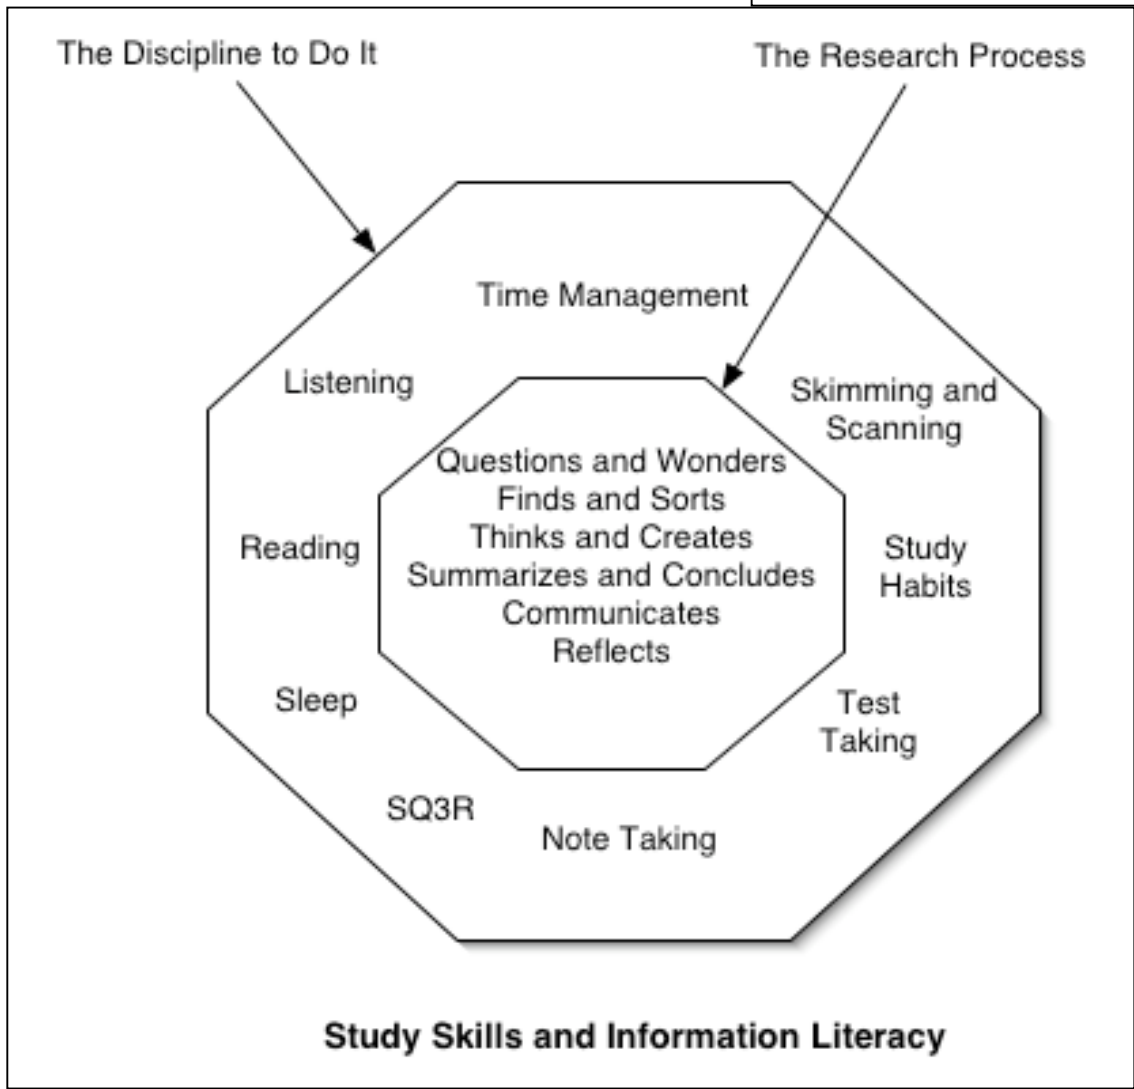 The Discipline to Do It
The Research Process
Time Management
Listening
Skimming and
Scanning
Questions and Wonders
Finds and Sorts
Thinks and Creates
Summarizes and Concludes
Communicates
Reflects
Reading
Study
Habits
Sleep
Test
Taking
SQ3R
Note Taking
Study Skills and Information Literacy